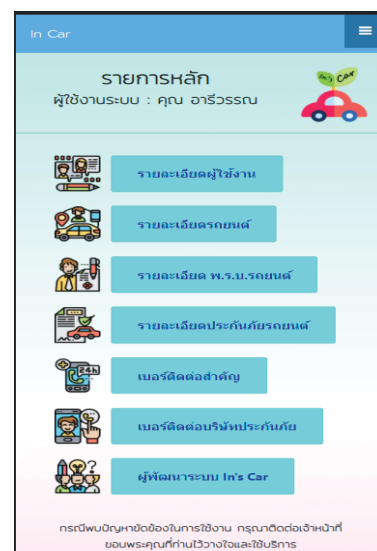 In Car
รายการหลัก
ผู้ใช้งานระบบ : คุณ อารีวรรณ
In's Car
รายละเอียดผู้ใช้งาน
รายละเอียดรถยนต์
รายละเอียด พ.ร.บ.รถยนต์
รายละเอียดประกันภัยรถยนต์
24h
เบอร์ติดต่อสำคัญ
เบอร์ติดต่อบริษัทประกันภัย
ผู้พัฒนาระบบ In's Car
กรณีพบปัญหาขัดข้องในการใช้งาน กรุณาติดต่อเจ้าหน้าที่
ขอบพระคุณที่ท่านไว้วางใจและใช้บริการ